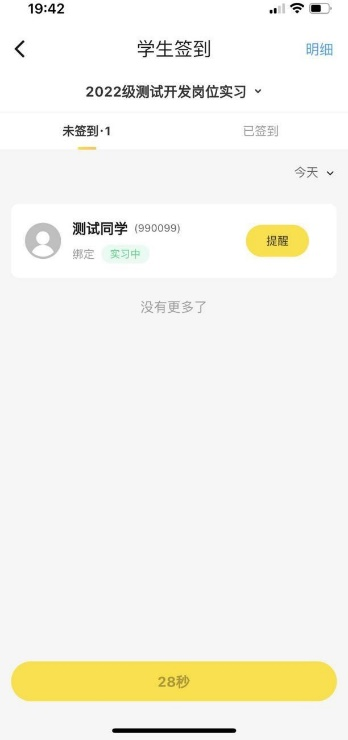 19:42
学生签到 明细
2022级测试开发岗位实习
未签到·1 已签到
今天
测试同学 (990099)
绑定 实习中
提醒
没有更多了
28秒